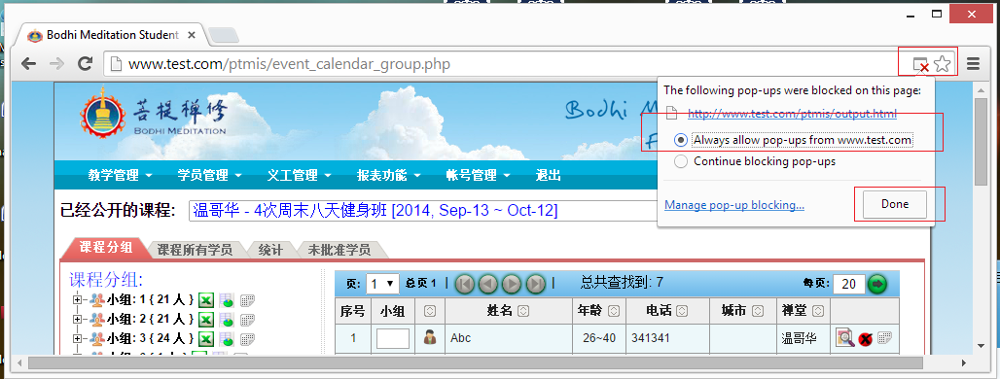 Bodhi Meditation Student
www.test.com/ptmis/event_calendar_group.php
The following pop-ups were blocked on this page:
http://www.test.com/ptmis/output.html
Always allow pop-ups from www.test.com
Continue blocking pop-ups
Manage pop-up blocking...
Done
菩提禅修
BODHI MEDITATION
Bodhi M
F
教学管理 学员管理 义工管理 报表功能 帐号管理 退出
已经公开的课程: 温哥华 - 4次周末八天健身班 [2014, Sep-13 ~ Oct-12]
课程分组 课程所有学员 统计 未批准学员
课程分组:
小组: 1 { 21 人 }
小组: 2 { 21 人 }
小组: 3 { 24 人 }
页: 1 总页 1 | | 总共查找到: 7 每页: 20
序号 小组 姓名 年龄 电话 城市 禅堂
1 Abc 26~40 341341 温哥华